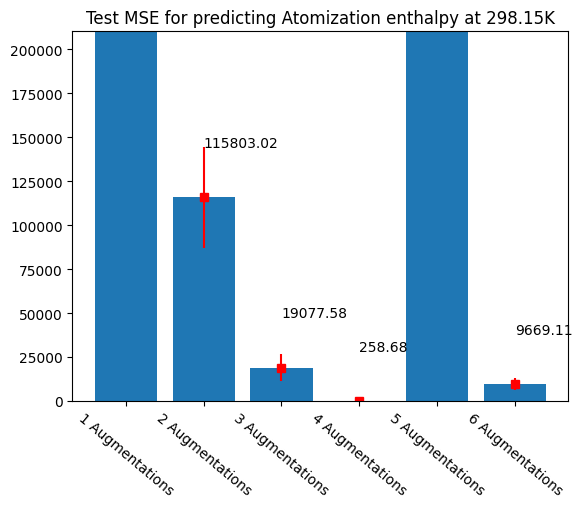 Test MSE for predicting Atomization enthalpy at 298.15K
200000
175000
150000
125000
100000
75000
50000
25000
0
115803.02
19077.58
258.68
9669.11
1 Augmentations
2 Augmentations
3 Augmentations
4 Augmentations
5 Augmentations
6 Augmentations